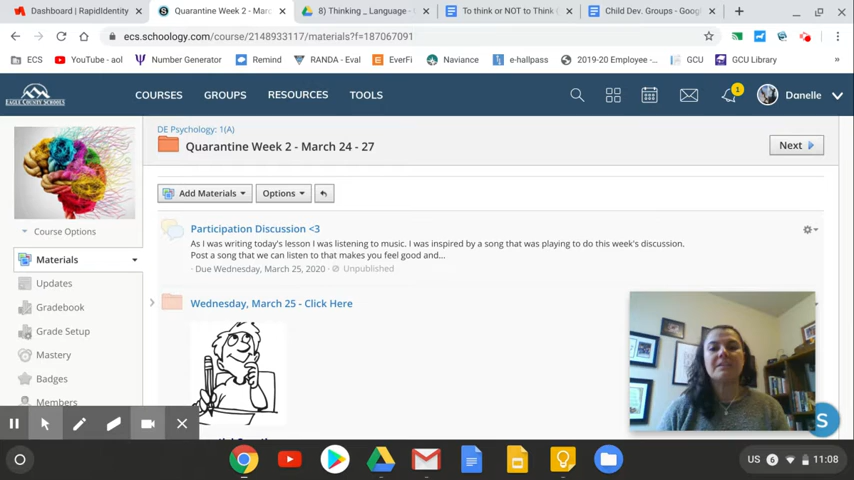 Dashboard | RapidIdentity
Quarantine Week 2 - Marc
8) Thinking _ Language -
To think or NOT to Think
Child Dev. Groups - Googl
ecs.schoology.com/course/2148933117/materials?f=187067091
ECS
YouTube - aol
Number Generator
Remind
RANDA - Eval
EverFi
Naviance
e-hallpass
2019-20 Employee -...
GCU
GCU Library
»
EAGLE COUNTY SCHOOLS
COURSES
GROUPS
RESOURCES
TOOLS
1
Danelle
DE Psychology: 1(A)
Quarantine Week 2 - March 24 - 27
Next
Add Materials
Options
Course Options
Materials
Updates
Gradebook
Grade Setup
Mastery
Badges
Members
Participation Discussion <3
As I was writing today's lesson I was listening to music. I was inspired by a song that was playing to do this week's discussion.
Post a song that we can listen to that makes you feel good and...
· Due Wednesday, March 25, 2020 · Unpublished
Wednesday, March 25 - Click Here
S
US
6
11:08